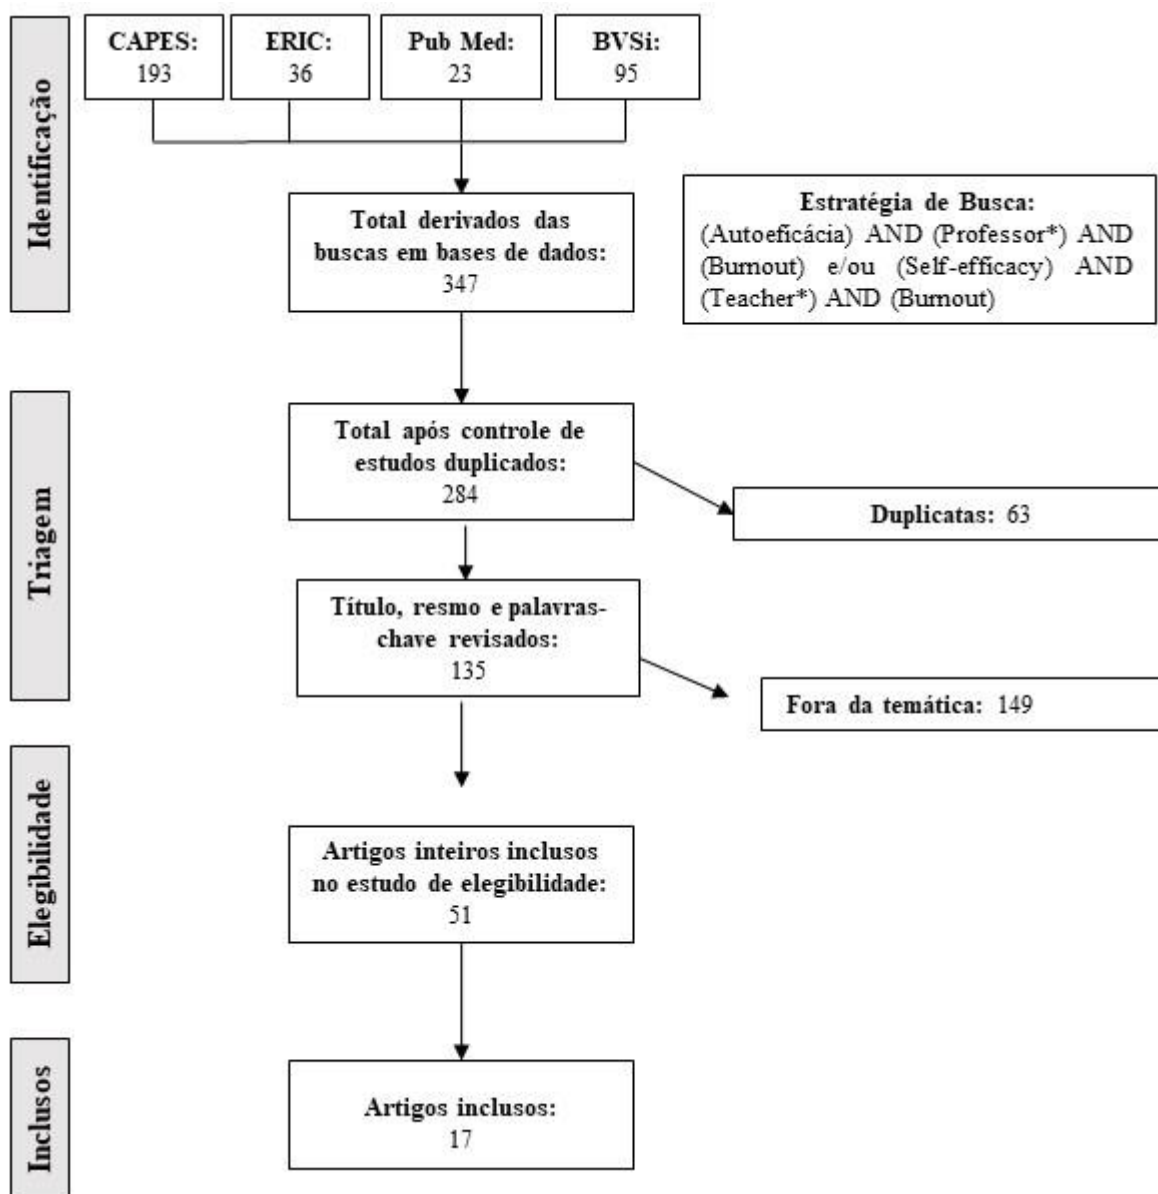 Identificação
CAPES:
193
ERIC:
36
Pub Med:
23
BVSi:
95
Total derivados das
buscas em bases de dados:
347
Estratégia de Busca:
(Autoeficácia) AND (Professor*) AND
(Burnout) e/ou (Self-efficacy) AND
(Teacher*) AND (Burnout)
Triagem
Total após controle de
estudos duplicados:
284
Duplicatas: 63
Título, resmo e palavras-
chave revisados:
135
Fora da temática: 149
Elegibilidade
Artigos inteiros inclusos
no estudo de elegibilidade:
51
Inclusos
Artigos inclusos:
17